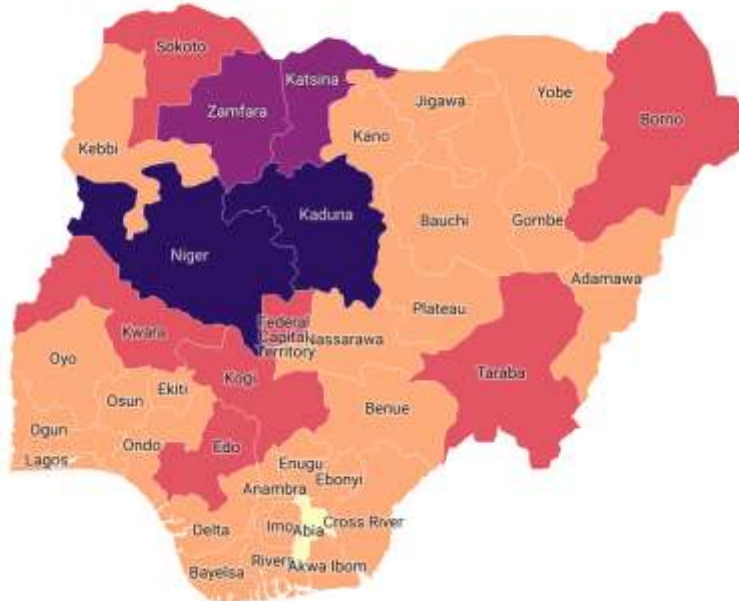 Sokoto
Katsina
Zamfara
Jigawa
Yobe
Borno
Kano
Kebbi
Kaduna
Bauchi
Gombe
Niger
Adamawa
Plateau
Federal
Capital
Territory
Nassarawa
Kwara
Oyo
Kogi
Taraba
Ekiti
Osun
Benue
Ogun
Ondo
Edo
Lagos
Enugu
Ebonyi
Anambra
Delta
Imo
Abia
Cross River
Rivers
Akwa Ibom
Bayelsa